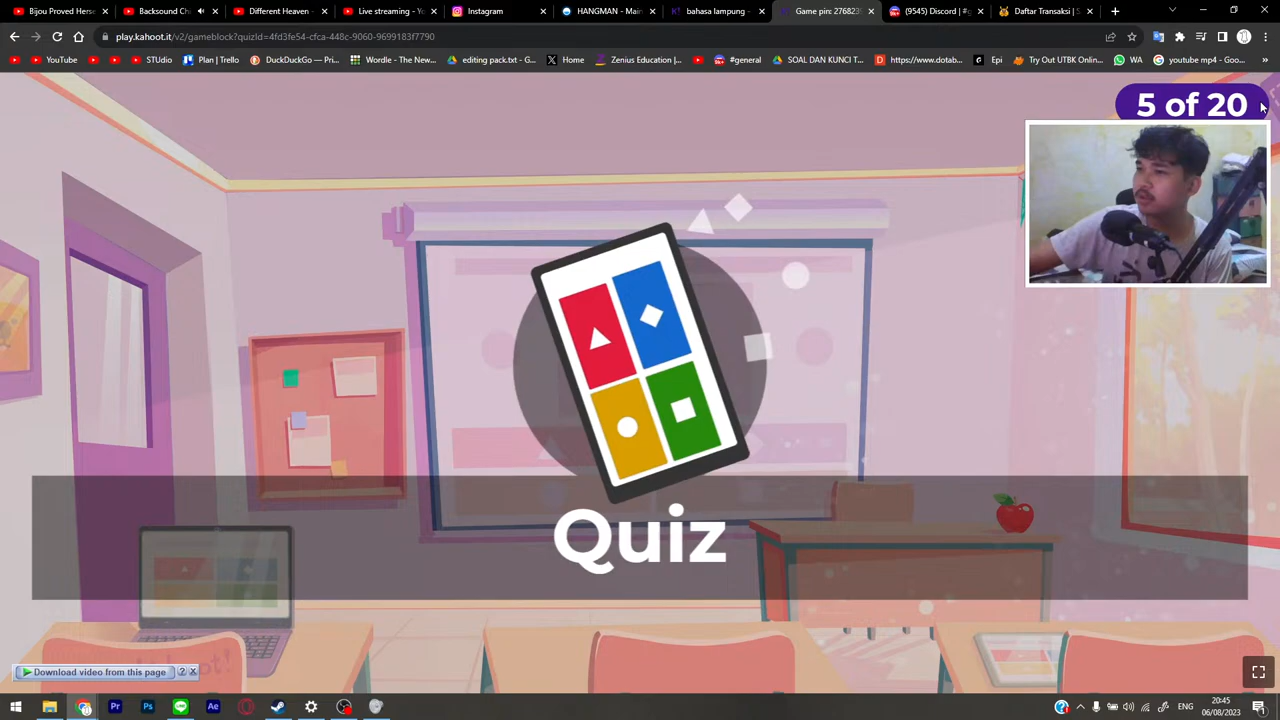 Bijou Proved Herse
Backsound Ch
Different Heaven -
Live streaming - Yo
Instagram
HANGMAN - Main
bahasa lampung -
Game pin: 276823
(9545) Discord | #g
Daftar Transaksi | S
play.kahoot.it/v2/gameblock?quizId=4fd3fe54-cfca-448c-9060-9699183f7790
YouTube
STUdio
Plan | Trello
DuckDuckGo — Pri...
Wordle - The New...
editing pack.txt - G...
Home
Zenius Education |...
#general
SOAL DAN KUNCI T...
https://www.dotab...
Epi
Try Out UTBK Onlin...
WA
youtube mp4 - Goo...
5 of 20
Quiz
Download video from this page
ENG
20:45
06/08/2023